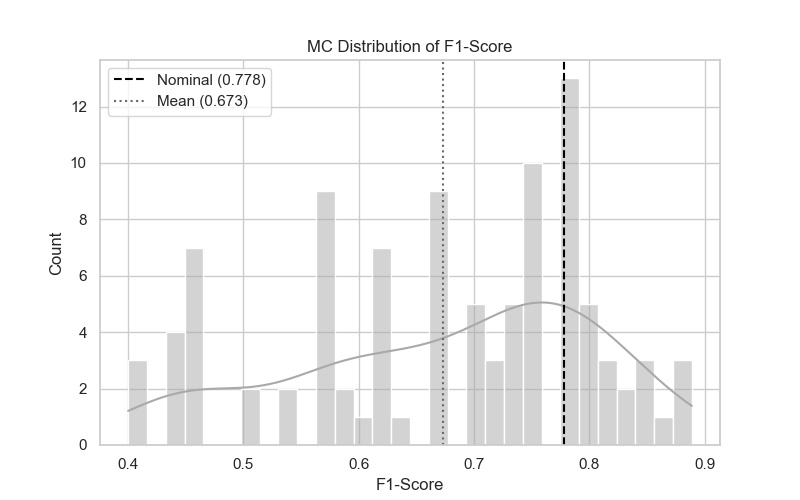 MC Distribution of F1-Score
Nominal (0.778)
Mean (0.673)
12
10
8
6
4
2
0
Count
0.4 0.5 0.6 0.7 0.8 0.9
F1-Score